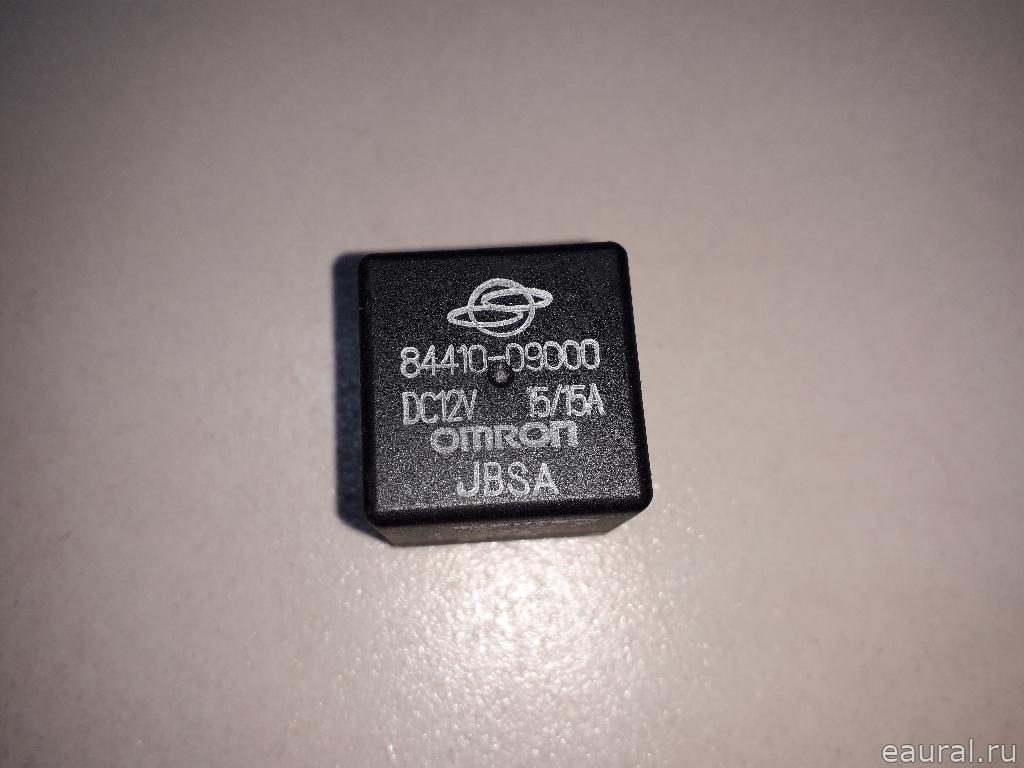 84410-09000
DC12V 15/15A
omron
JBSA
eaural.ru